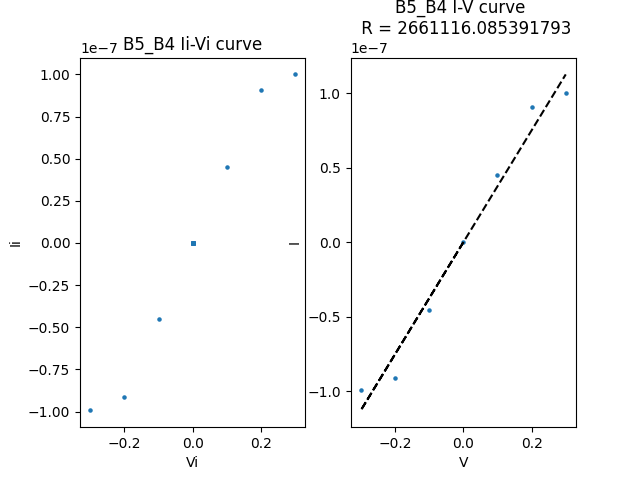 B5_B4 Ii-Vi curve
1e−7
1.00
0.75
0.50
0.25
0.00
−0.25
−0.50
−0.75
−1.00
Ii
−0.2 0.0 0.2
Vi
B5_B4 I-V curve
R = 2661116.085391793
1e−7
1.0
0.5
0.0
−0.5
−1.0
I
−0.2 0.0 0.2
V